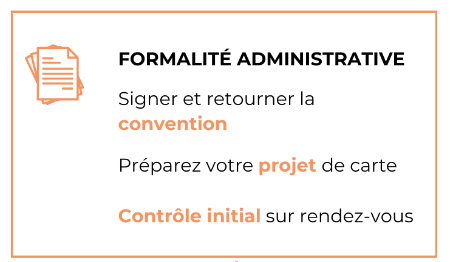 FORMALITÉ ADMINISTRATIVE
Signer et retourner la
convention
Préparez votre projet de carte
Contrôle initial sur rendez-vous